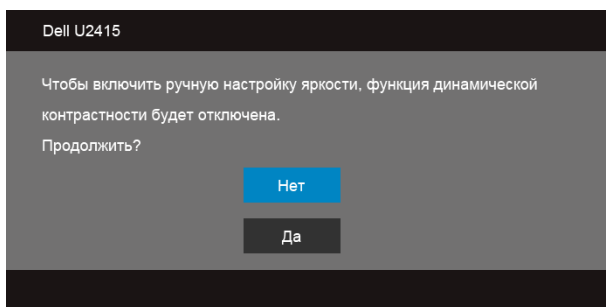 Dell U2415
Чтобы включить ручную настройку яркости, функция динамической
контрастности будет отключена.
Продолжить?
Нет
Да